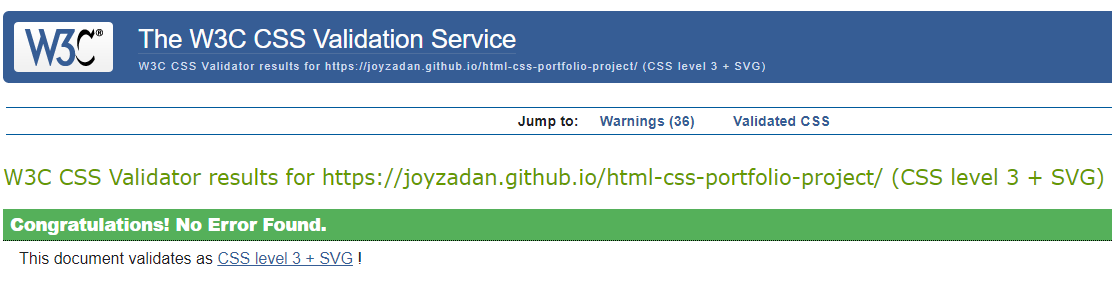 W3C®
The W3C CSS Validation Service
W3C CSS Validator results for https://joyzadan.github.io/html-css-portfolio-project/ (CSS level 3 + SVG)
Jump to: Warnings (36) Validated CSS
W3C CSS Validator results for https://joyzadan.github.io/html-css-portfolio-project/ (CSS level 3 + SVG)
Congratulations! No Error Found.
This document validates as CSS level 3 + SVG !